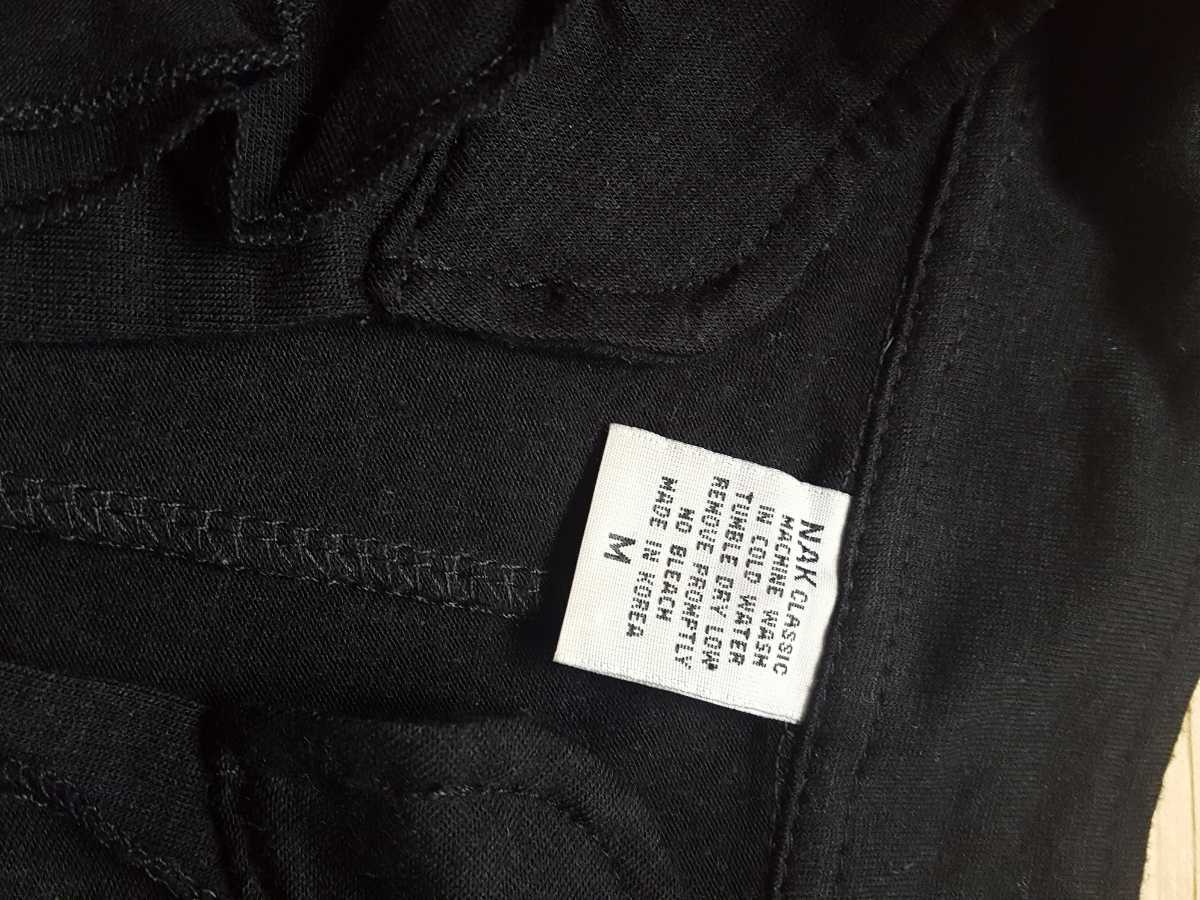 NAK CLASSIC
MACHINE WASH
IN COLD WATER
TUMBLE DRY LOW
REMOVE PROMPTLY
NO BLEACH
MADE IN KOREA
M